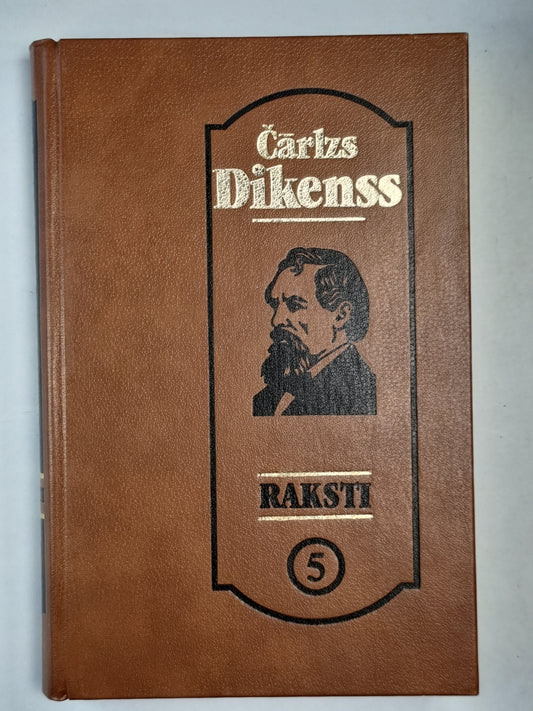 Čārlzs
Dikenss
RAKSTI
5